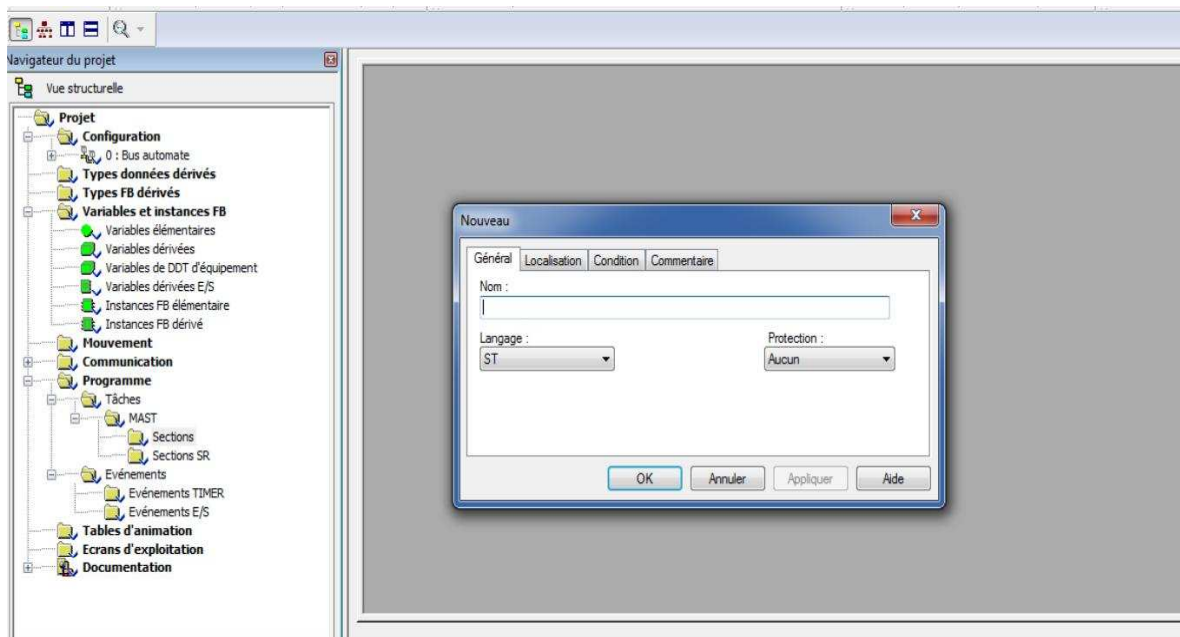 Navigateur du projet
Vue structurelle
Projet
Configuration
0 : Bus automate
Types données dérivés
Types FB dérivés
Variables et instances FB
Variables élémentaires
Variables dérivées
Variables de DDT d'équipement
Variables dérivées E/S
Instances FB élémentaire
Instances FB dérivé
Mouvement
Communication
Programme
Tâches
MAST
Sections
Sections SR
Evénements
Evénements TIMER
Evénements E/S
Tables d'animation
Ecrans d'exploitation
Documentation
Nouveau
Général Localisation Condition Commentaire
Nom :
Langage : Protection :
ST Aucun
OK Annuler Appliquer Aide